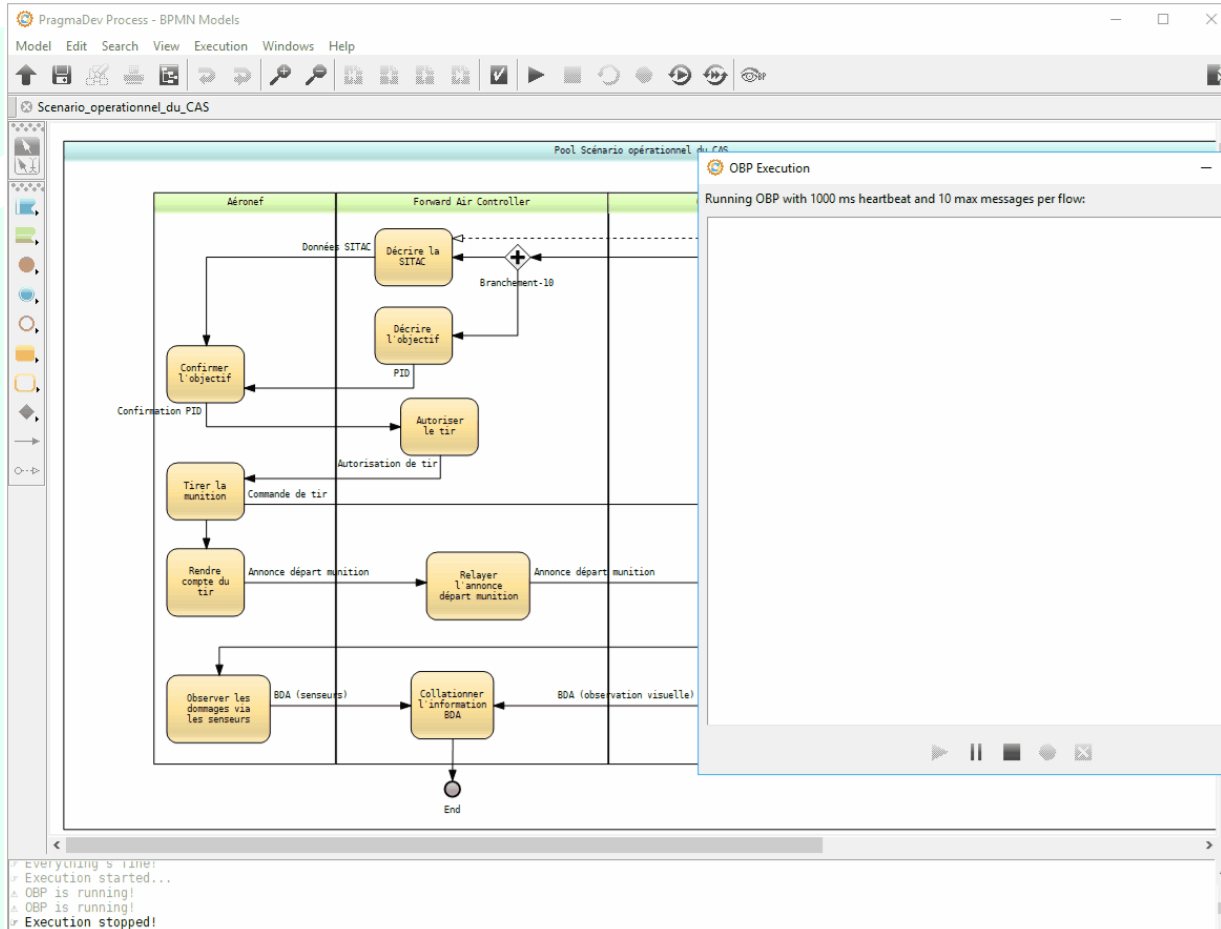 PragmaDev Process - BPMN Models
Model Edit Search View Execution Windows Help
BP
Scenario_operationnel_du_CAS
Pool Scénario opérationnel du CAS
Aéronef
Forward Air Controller
Données SITAC
Décrire la
SITAC
Branchement-10
Décrire
l'objectif
Confirmer
l'objectif
PID
Confirmation PID
Autoriser
le tir
Autorisation de tir
Tirer la
munition
Commande de tir
Rendre
compte du
tir
Annonce départ munition
Relayer
l'annonce
départ munition
Annonce départ munition
Observer les
dommages via
les senseurs
BDA (senseurs)
Collationner
l'information
BDA
BDA (observation visuelle)
End
OBP Execution
Running OBP with 1000 ms heartbeat and 10 max messages per flow:
Everything's fine!
Execution started...
OBP is running!
OBP is running!
Execution stopped!